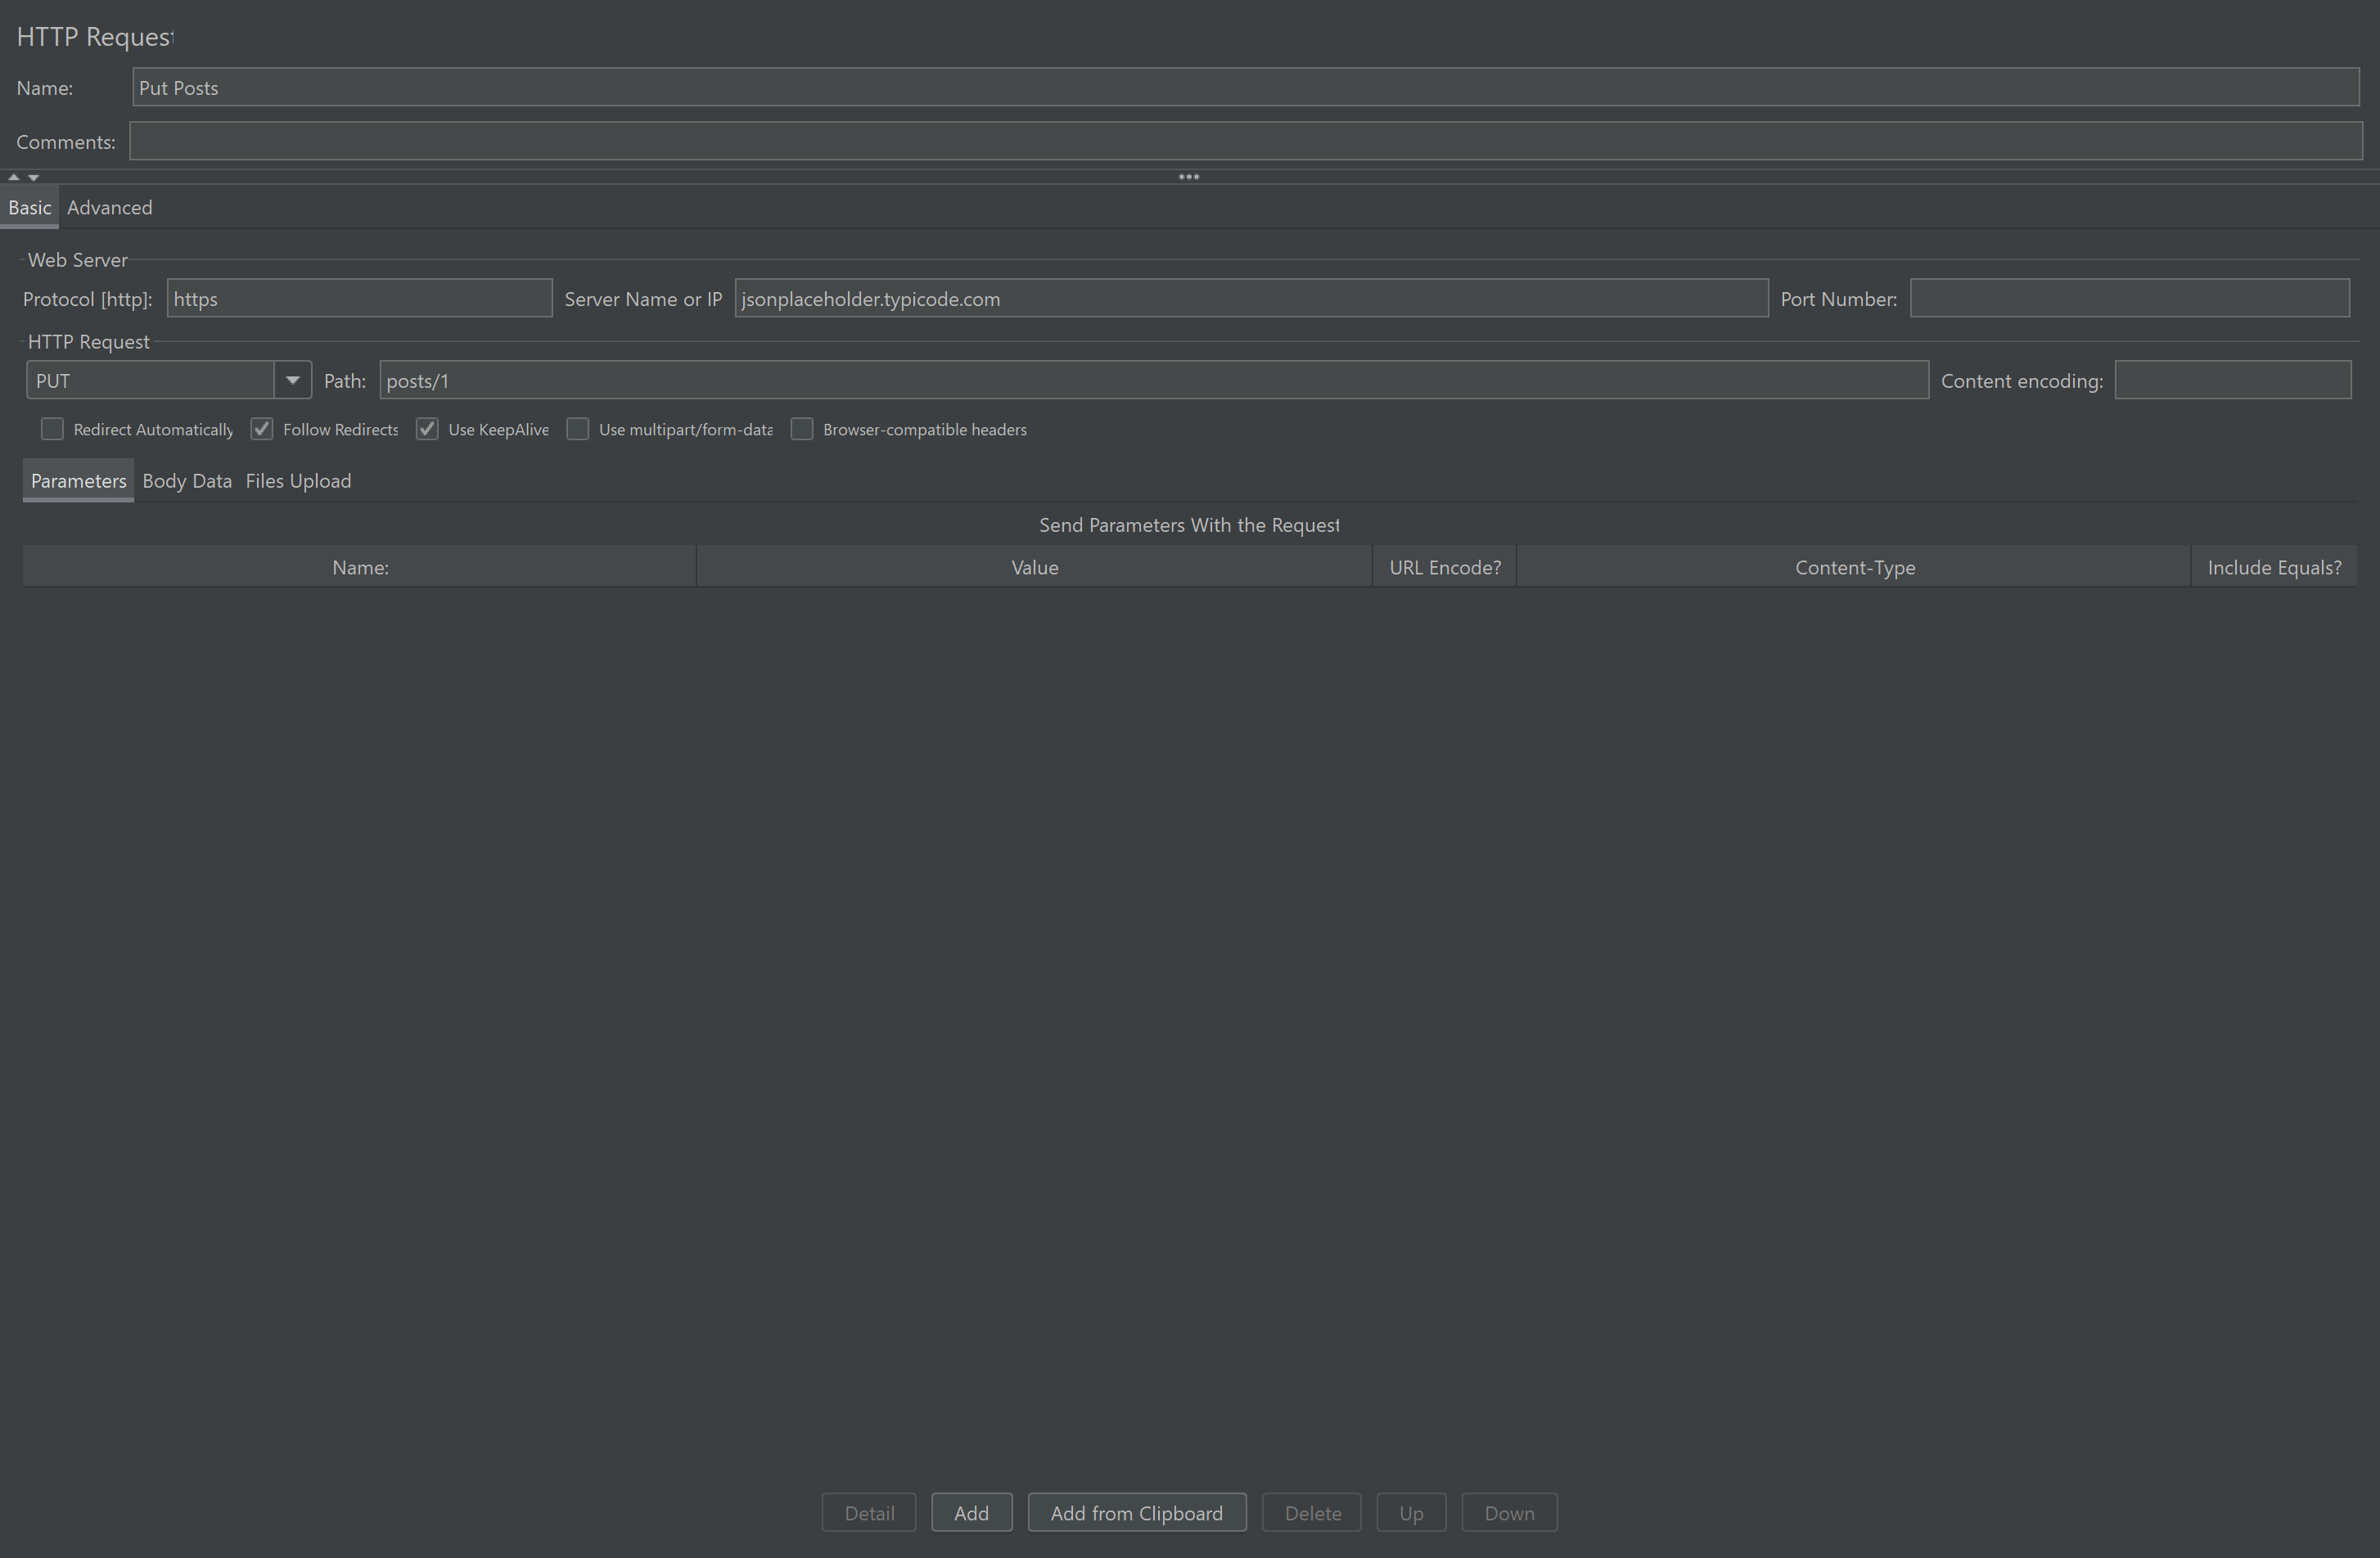 HTTP Request
Name: Put Posts
Comments:
Basic Advanced
Web Server
Protocol [http]: https Server Name or IP jsonplaceholder.typicode.com Port Number:
HTTP Request
PUT Path: posts/1 Content encoding:
Redirect Automatically Follow Redirects Use KeepAlive Use multipart/form-data Browser-compatible headers
Parameters Body Data Files Upload
Send Parameters With the Request
Name: Value URL Encode? Content-Type Include Equals?
Detail Add Add from Clipboard Delete Up Down